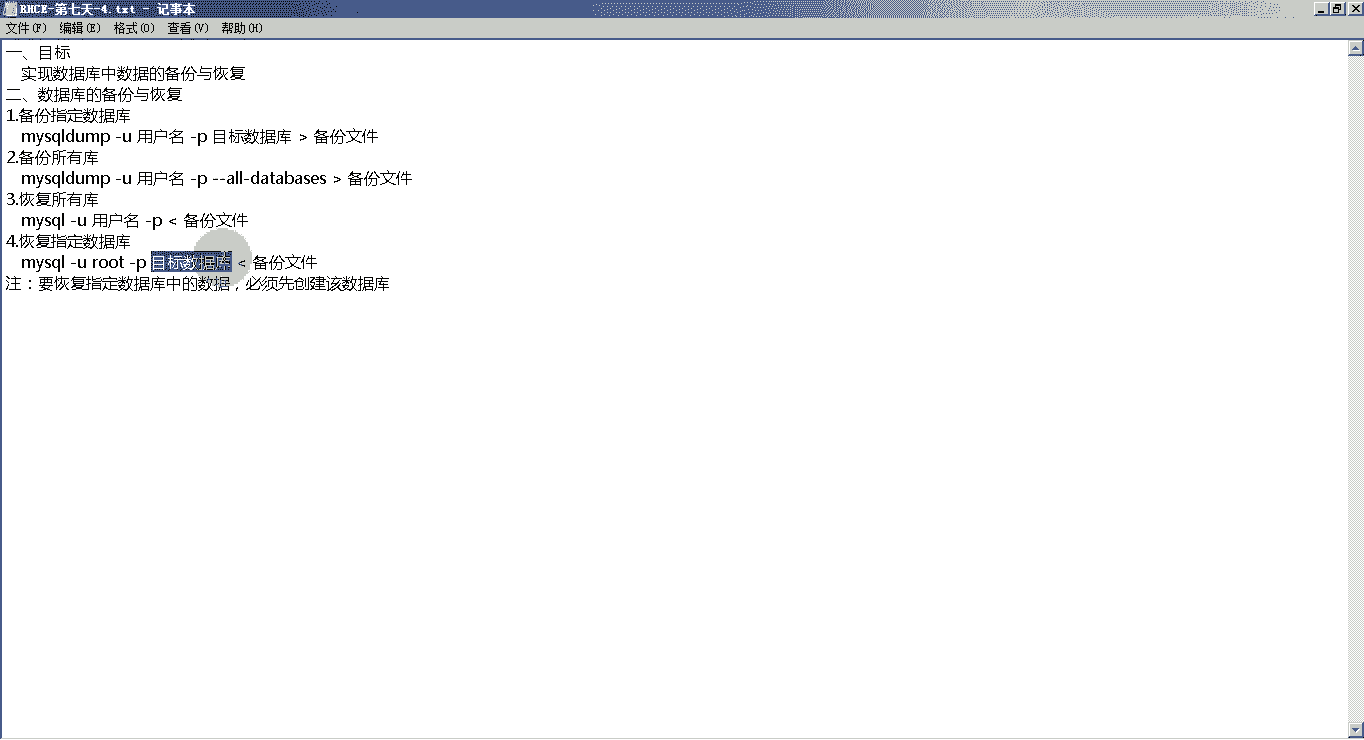 RHCE-第七天-4.txt - 记事本
文件(F) 编辑(E) 格式(O) 查看(V) 帮助(H)
一、目标
实现数据库中数据的备份与恢复
二、数据库的备份与恢复
1.备份指定数据库
mysqldump -u 用户名 -p 目标数据库 > 备份文件
2.备份所有库
mysqldump -u 用户名 -p --all-databases > 备份文件
3.恢复所有库
mysql -u 用户名 -p < 备份文件
4.恢复指定数据库
mysql -u root -p 目标数据库 < 备份文件
注：要恢复指定数据库中的数据，必须先创建该数据库